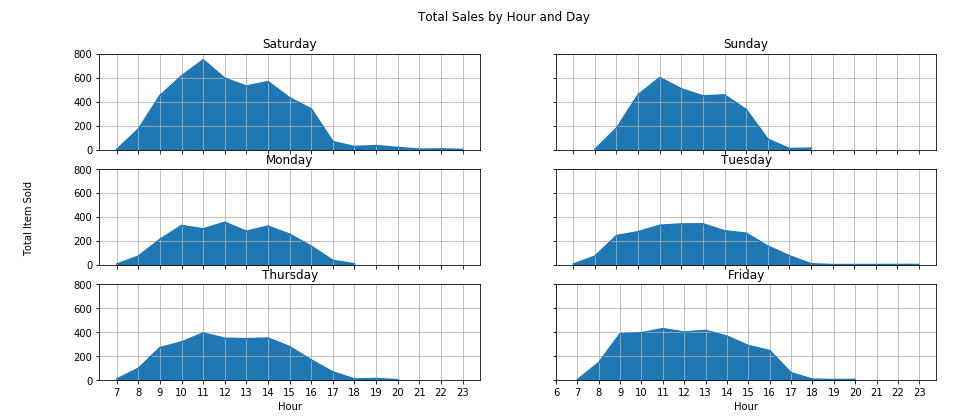 Total Sales by Hour and Day
Saturday Sunday
800
600
400
200
0
Monday Tuesday
800
600
400
200
0
Total Item Sold
Thursday Friday
800
600
400
200
0
7 8 9 10 11 12 13 14 15 16 17 18 19 20 21 22 23 6 7 8 9 10 11 12 13 14 15 16 17 18 19 20 21 22 23
Hour Hour